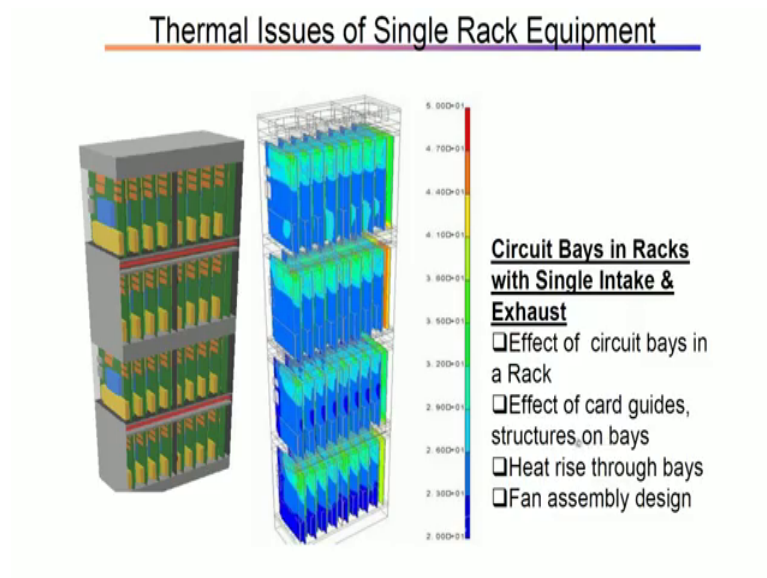 Thermal Issues of Single Rack Equipment
5.00D+01
4.70D+01
4.40D+01
4.10D+01
3.80D+01
3.50D+01
3.20D+01
2.90D+01
2.60D+01
2.30D+01
2.00D+01
Circuit Bays in Racks
with Single Intake &
Exhaust
❑Effect of circuit bays in
a Rack
❑Effect of card guides,
structures on bays
❑Heat rise through bays
❑Fan assembly design